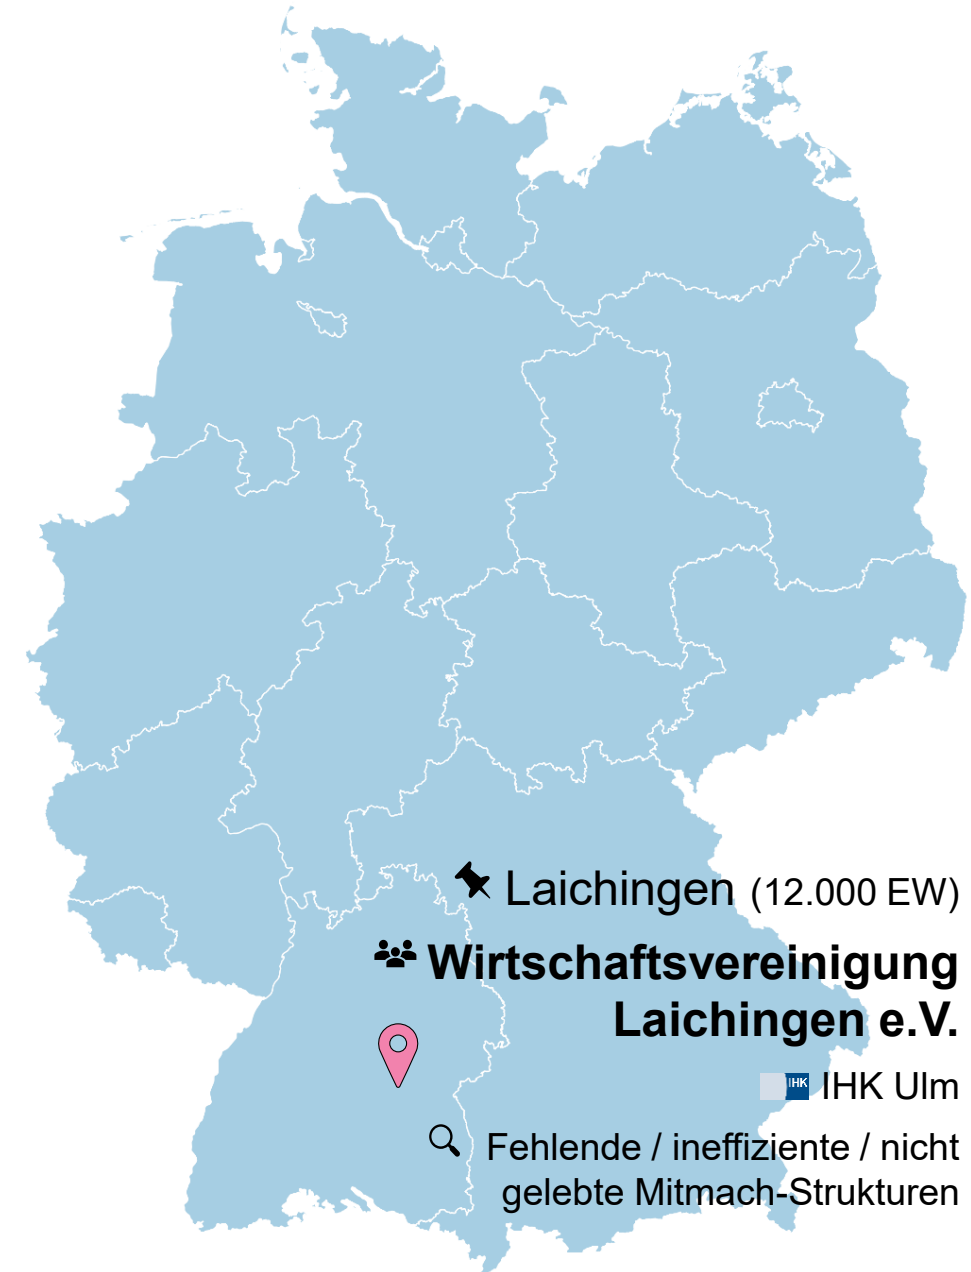 Laichingen (12.000 EW)
Wirtschaftsvereinigung
Laichingen e.V.
IHK IHK Ulm
Fehlende / ineffiziente / nicht
gelebte Mitmach-Strukturen